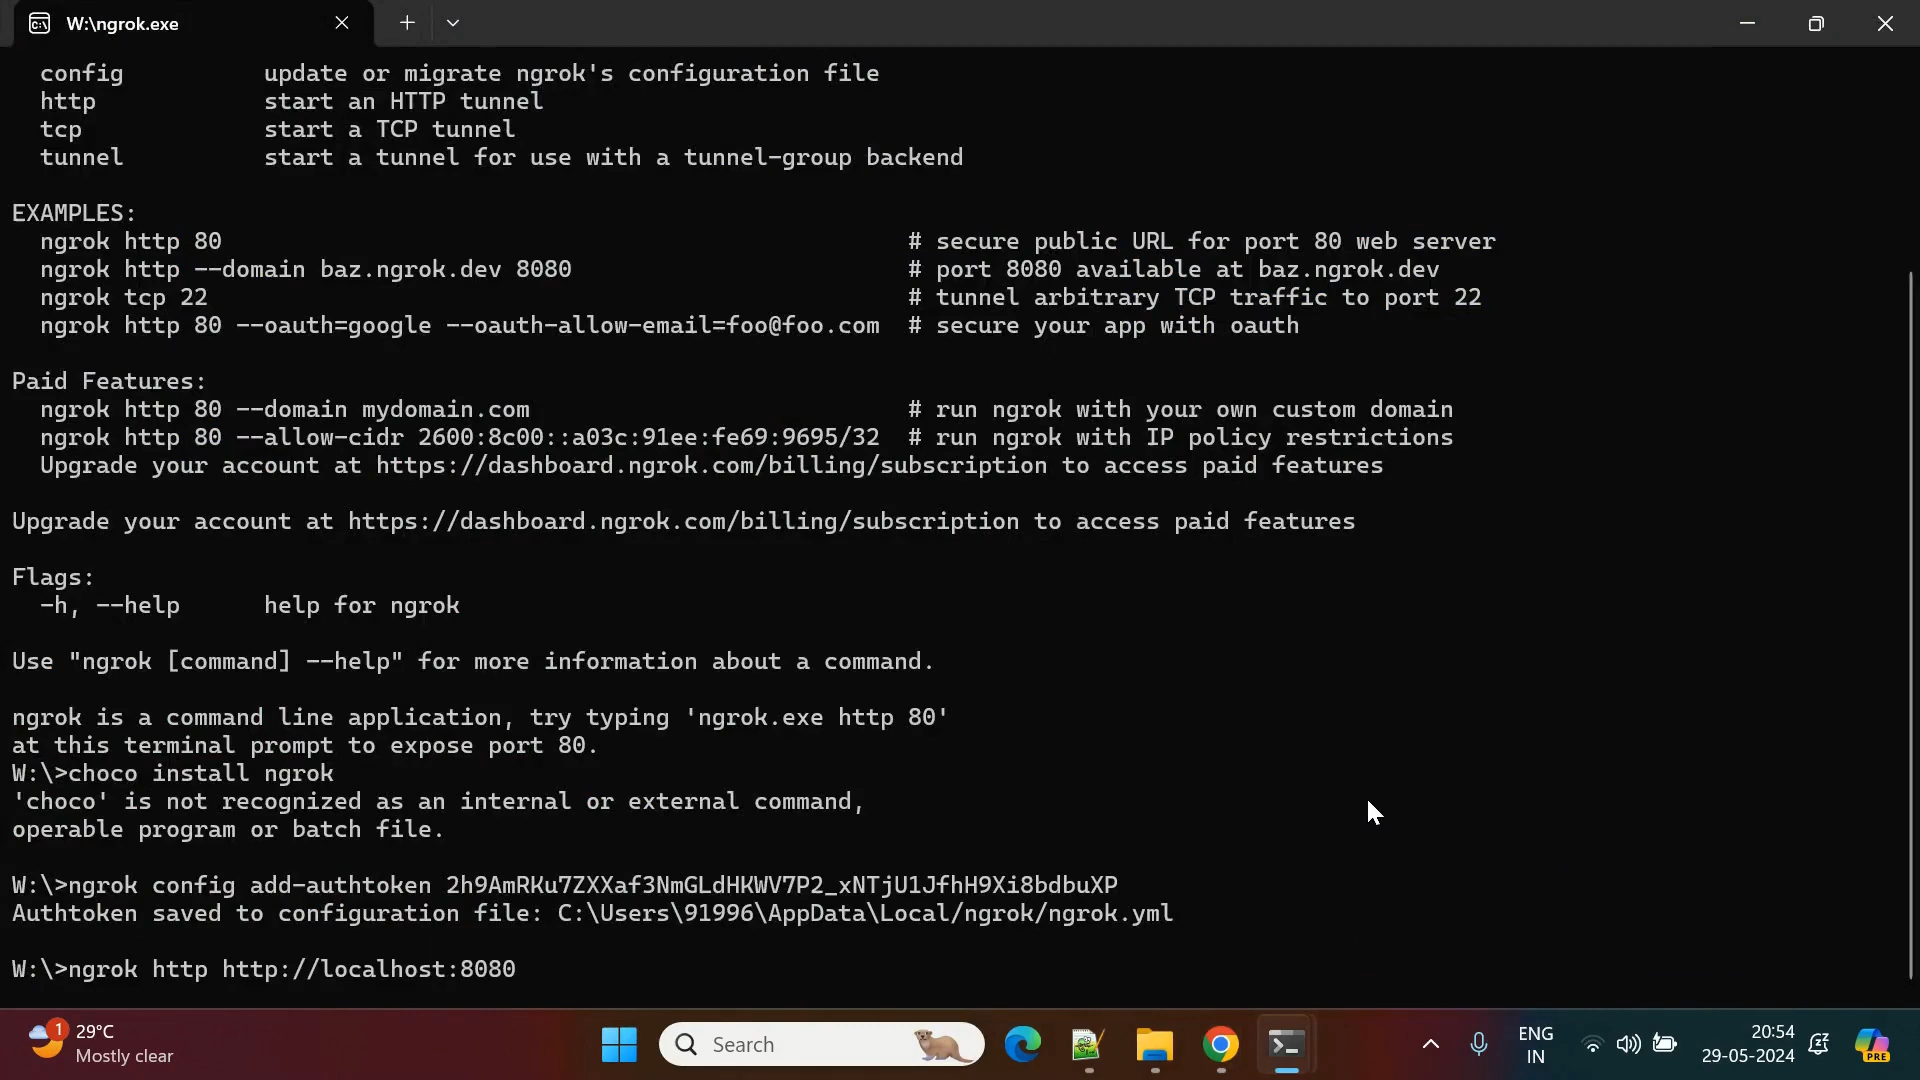 W:\ngrok.exe
config          update or migrate ngrok's configuration file
http            start an HTTP tunnel
tcp             start a TCP tunnel
tunnel          start a tunnel for use with a tunnel-group backend
EXAMPLES:
ngrok http 80                                                 # secure public URL for port 80 web server
ngrok http --domain baz.ngrok.dev 8080                        # port 8080 available at baz.ngrok.dev
ngrok tcp 22                                                  # tunnel arbitrary TCP traffic to port 22
ngrok http 80 --oauth=google --oauth-allow-email=foo@foo.com  # secure your app with oauth
Paid Features:
ngrok http 80 --domain mydomain.com                           # run ngrok with your own custom domain
ngrok http 80 --allow-cidr 2600:8c00::a03c:91ee:fe69:9695/32  # run ngrok with IP policy restrictions
Upgrade your account at https://dashboard.ngrok.com/billing/subscription to access paid features
Upgrade your account at https://dashboard.ngrok.com/billing/subscription to access paid features
Flags:
-h, --help      help for ngrok
Use "ngrok [command] --help" for more information about a command.
ngrok is a command line application, try typing 'ngrok.exe http 80'
at this terminal prompt to expose port 80.
W:\>choco install ngrok
'choco' is not recognized as an internal or external command,
operable program or batch file.
W:\>ngrok config add-authtoken 2h9AmRKu7ZXXaf3NmGLdHKWV7P2_xNTjU1JfhH9Xi8bdbuXP
Authtoken saved to configuration file: C:\Users\91996\AppData\Local/ngrok/ngrok.yml
W:\>ngrok http http://localhost:8080
1
29°C
Mostly clear
Search
ENG
IN
20:54
29-05-2024
PRE